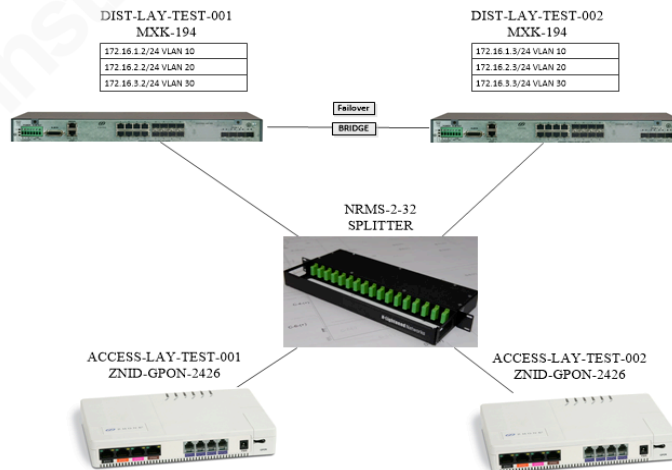 DIST-LAY-TEST-001
MXK-194
172.16.1.2/24 VLAN 10
172.16.2.2/24 VLAN 20
172.16.3.2/24 VLAN 30
DIST-LAY-TEST-002
MXK-194
172.16.1.3/24 VLAN 10
172.16.2.3/24 VLAN 20
172.16.3.3/24 VLAN 30
Failover
BRIDGE
NRMS-2-32
SPLITTER
ACCESS-LAY-TEST-001
ZNID-GPON-2426
ACCESS-LAY-TEST-002
ZNID-GPON-2426